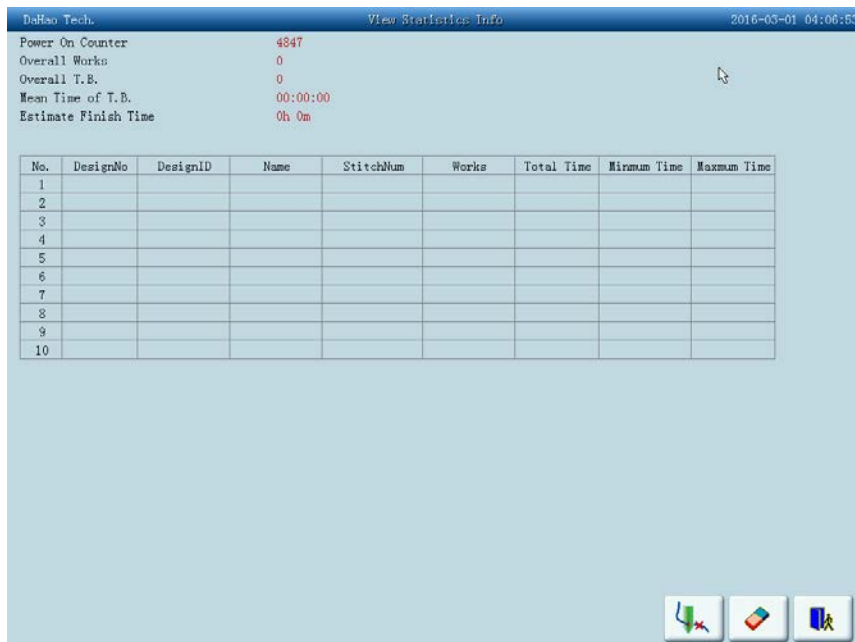 DaHao Tech. View Statistics Info 2016-03-01 04:06:53
Power On Counter 4847
Overall Works 0
Overall T.B. 0
Mean Time of T.B. 00:00:00
Estimate Finish Time 0h 0m
No. DesignNo DesignID Name StitchNum Works Total Time Minmum Time Maxmum Time
1
2
3
4
5
6
7
8
9
10